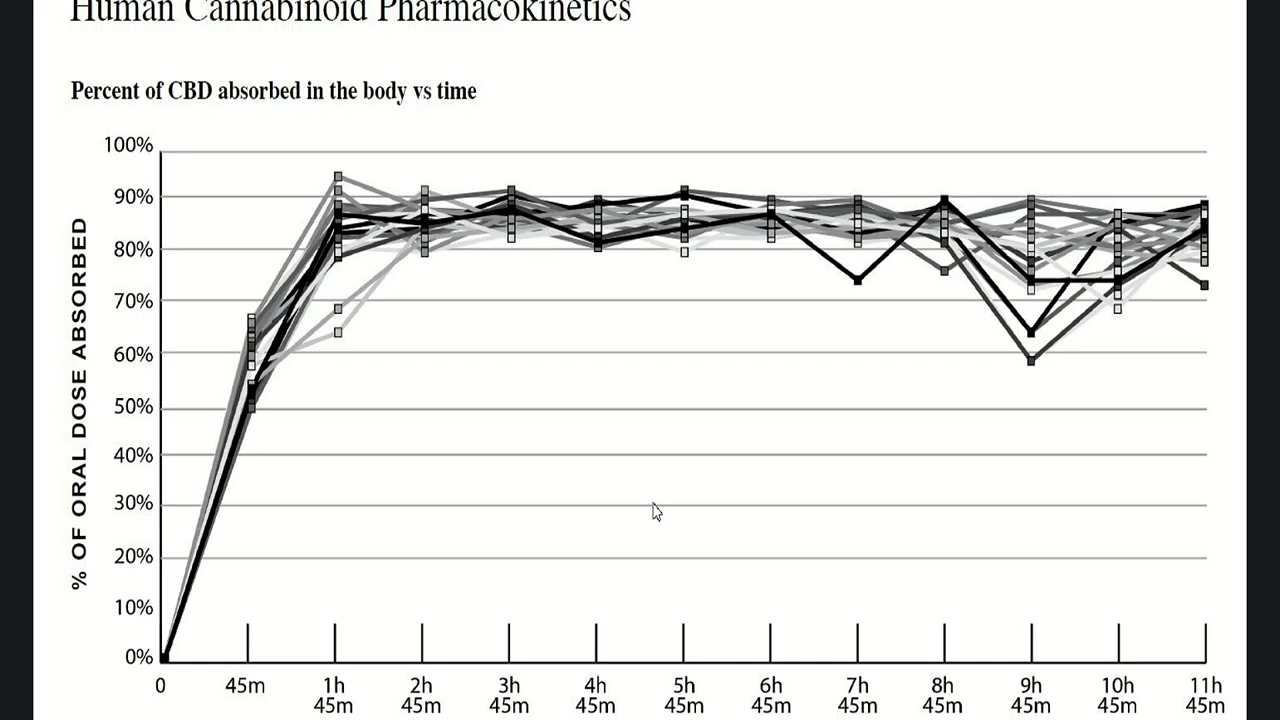 Human Cannabinoid Pharmacokinetics
Percent of CBD absorbed in the body vs time
% OF ORAL DOSE ABSORBED
100%
90%
80%
70%
60%
50%
40%
30%
20%
10%
0%
0 45m 1h 2h 3h 4h 5h 6h 7h 8h 9h 10h 11h
45m 45m 45m 45m 45m 45m 45m 45m 45m 45m 45m